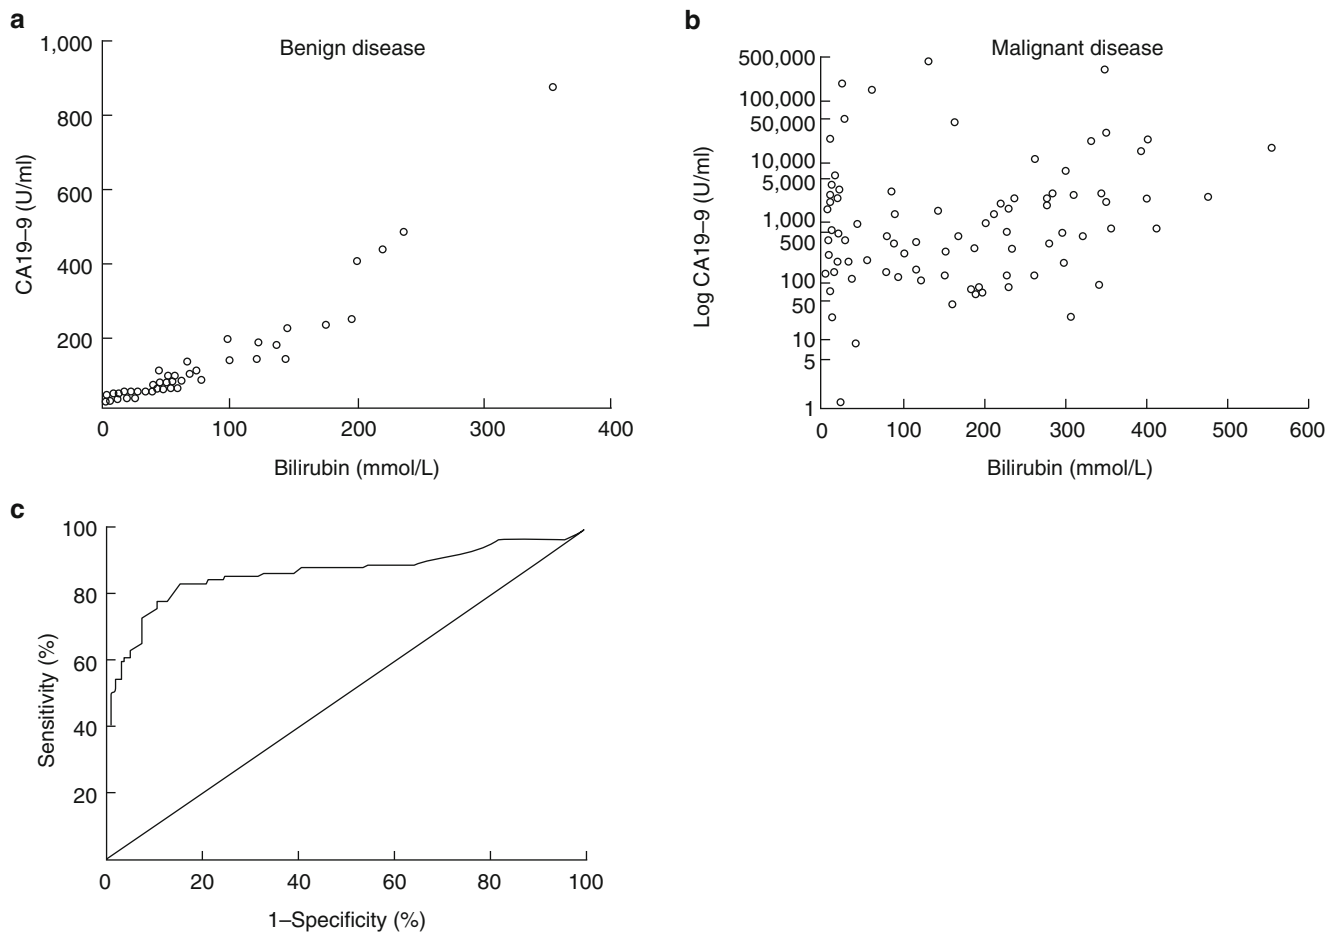 a
Benign disease
1,000
800
600
400
200
CA19–9 (U/ml)
0 100 200 300 400
Bilirubin (mmol/L)
b
Malignant disease
500,000
100,000
50,000
10,000
5,000
1,000
500
100
50
10
5
1
Log CA19–9 (U/ml)
0 100 200 300 400 500 600
Bilirubin (mmol/L)
c
100
80
60
40
20
Sensitivity (%)
0 20 40 60 80 100
1–Specificity (%)